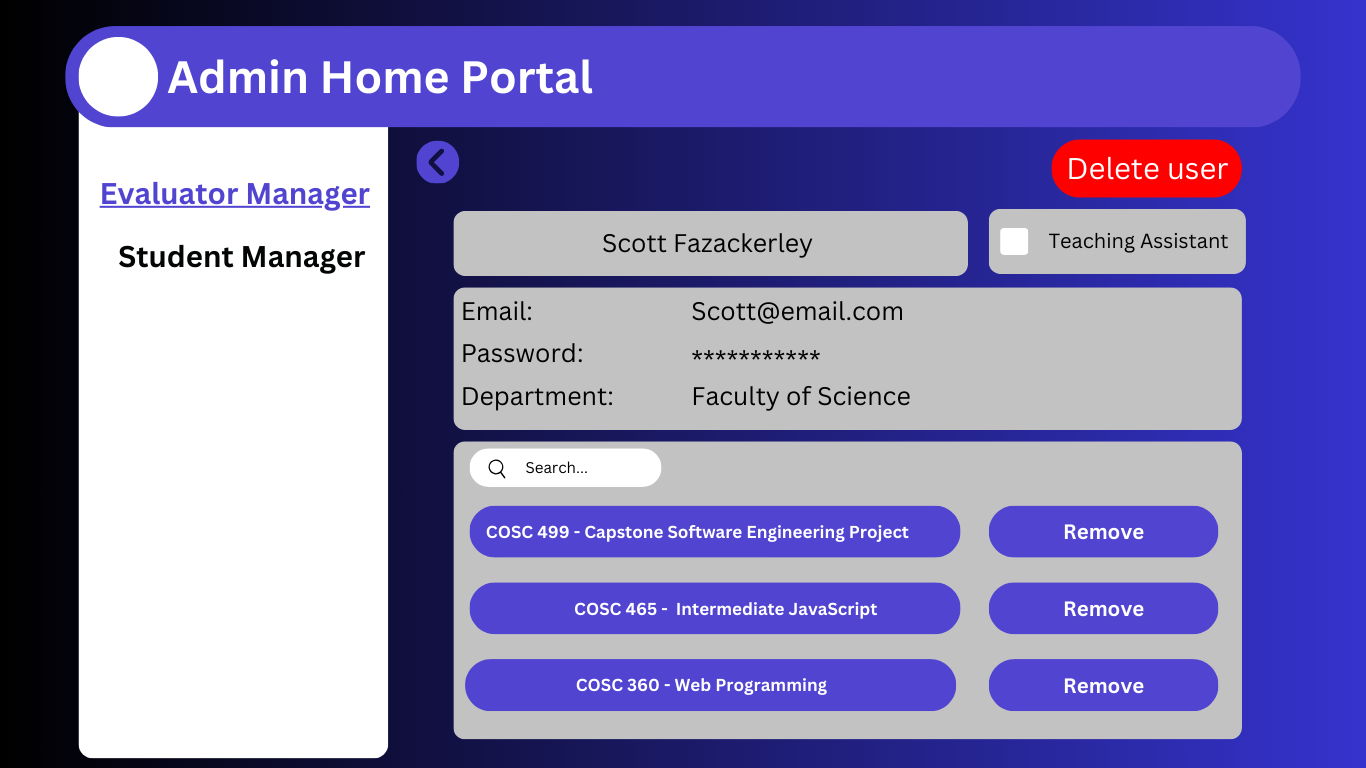 Admin Home Portal
Evaluator Manager
Student Manager
Delete user
Scott Fazackerley
Teaching Assistant
Email: Scott@email.com
Password: ***********
Department: Faculty of Science
Search...
COSC 499 - Capstone Software Engineering Project Remove
COSC 465 - Intermediate JavaScript Remove
COSC 360 - Web Programming Remove